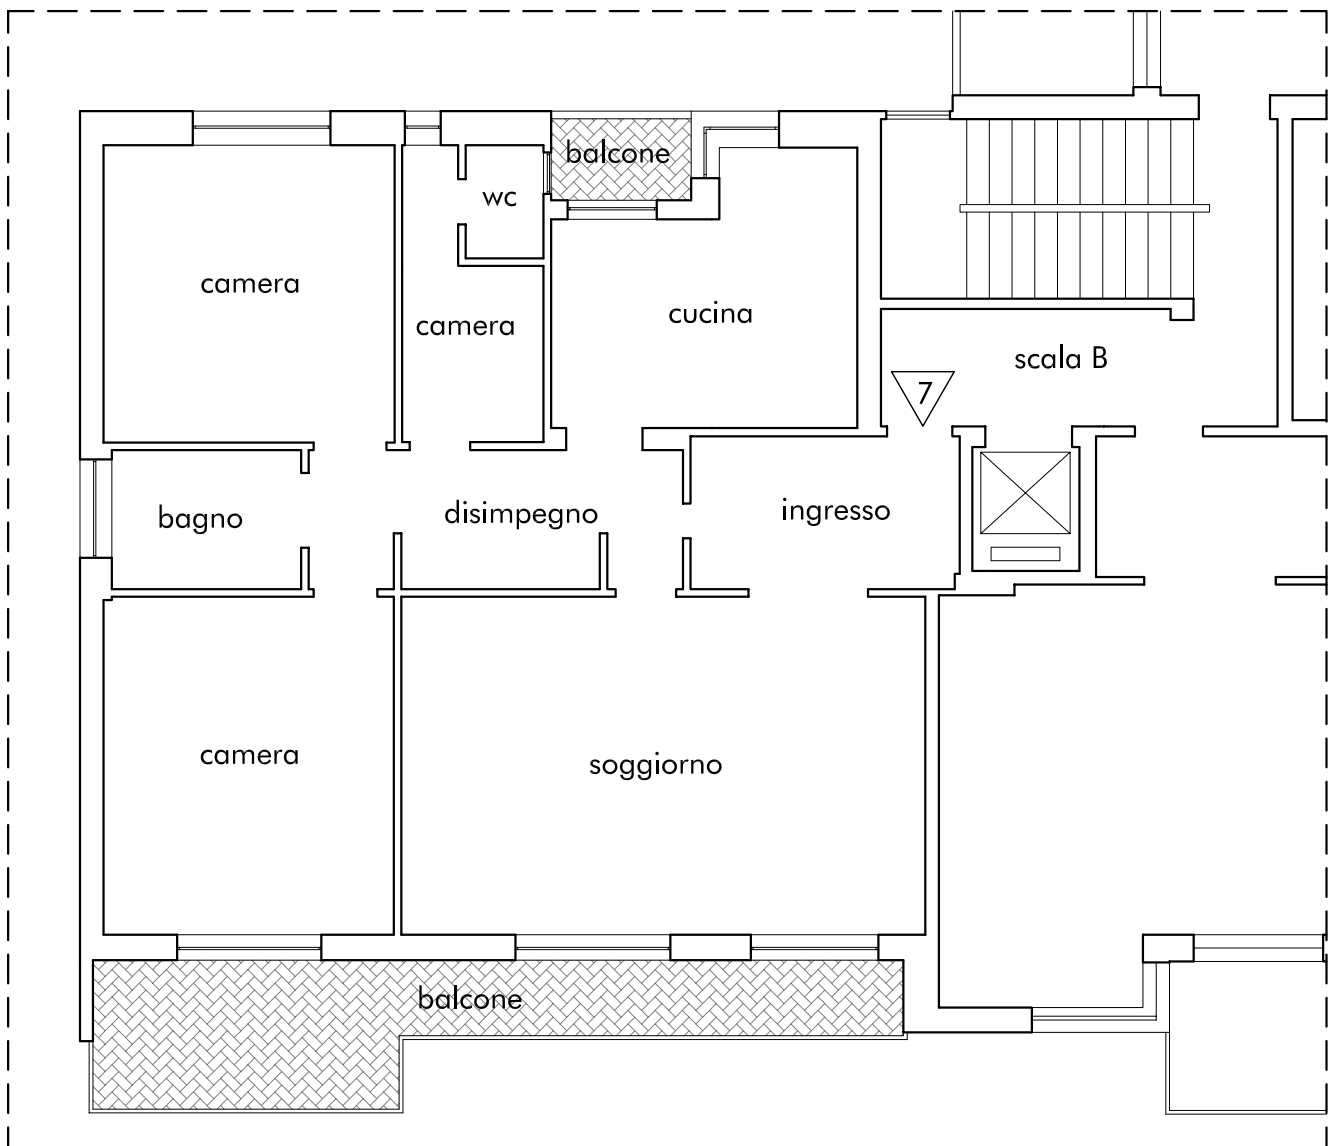 balcone
wc
camera
cucina
camera
scala B
7
bagno
disimpegno
ingresso
camera
soggiorno
balcone